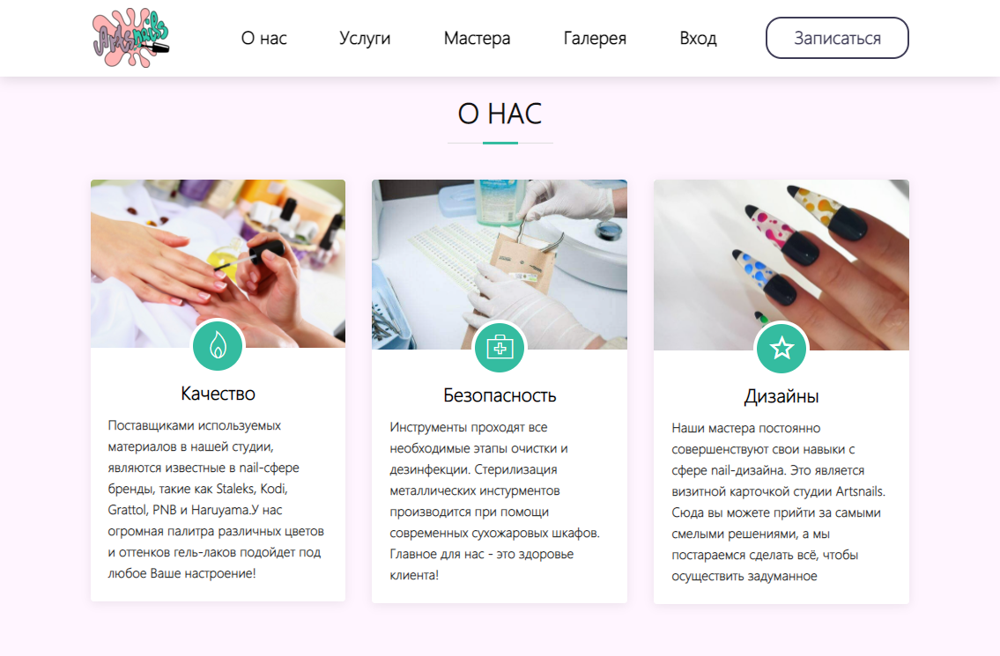 Artsnails
О нас
Услуги
Мастера
Галерея
Вход
Записаться
О НАС
Качество
Поставщиками используемых
материалов в нашей студии,
являются известные в nail-сфере
бренды, такие как Staleks, Kodi,
Grattol, PNB и Haruyama.У нас
огромная палитра различных цветов
и оттенков гель-лаков подойдет под
любое Ваше настроение!
Безопасность
Инструменты проходят все
необходимые этапы очистки и
дезинфекции. Стерилизация
металлических инстурментов
производится при помощи
современных сухожаровых шкафов.
Главное для нас - это здоровье
клиента!
Дизайны
Наши мастера постоянно
совершенствуют свои навыки с
сфере nail-дизайна. Это является
визитной карточкой студии Artsnails.
Сюда вы можете прийти за самыми
смелыми решениями, а мы
постараемся сделать всё, чтобы
осуществить задуманное